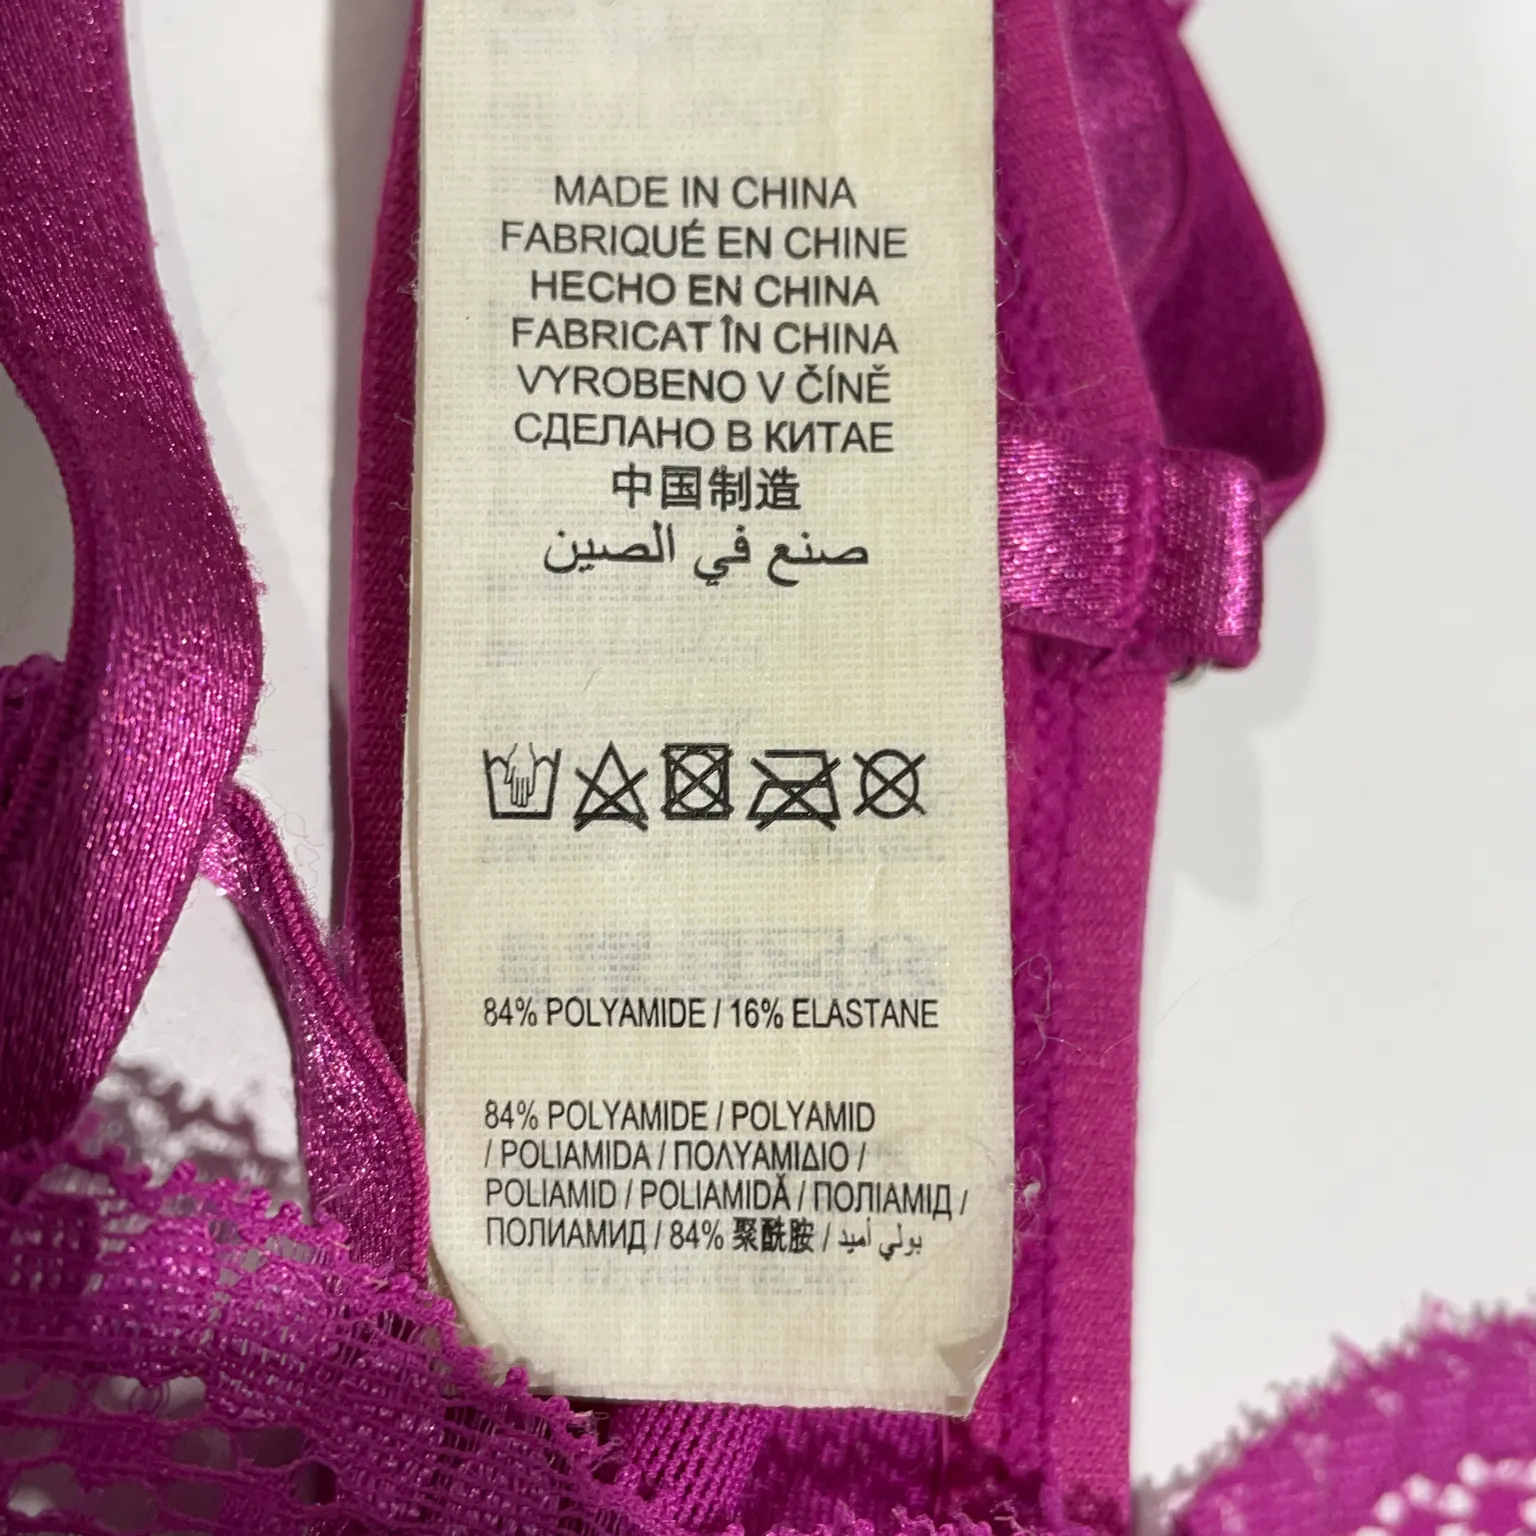 MADE IN CHINA
FABRIQUÉ EN CHINE
HECHO EN CHINA
FABRICAT ÎN CHINA
VYROBENO V ČÍNĚ
СДЕЛАНО В КИТАЕ
中国制造
صنع في الصين
84% POLYAMIDE / 16% ELASTANE
84% POLYAMIDE / POLYAMID
/ POLIAMIDA / ΠΟΛΥΑΜΙΔΙΟ /
POLIAMID / POLIAMIDĂ / ПОЛІАМІД /
ПОЛИАМИД / 84% 聚酰胺 / بولي أميد